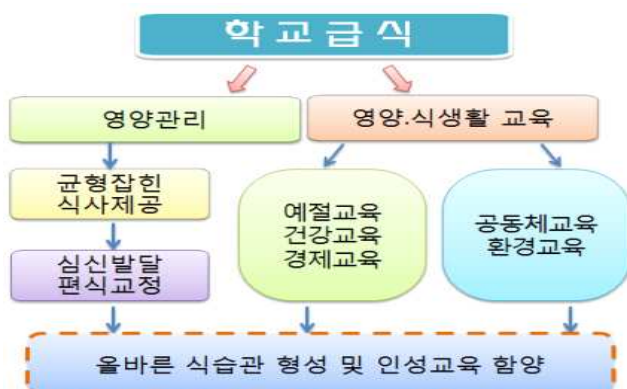 학교급식
영양관리
영양.식생활 교육
균형잡힌
식사제공
심신발달
편식교정
예절교육
건강교육
경제교육
공동체교육
환경교육
올바른 식습관 형성 및 인성교육 함양